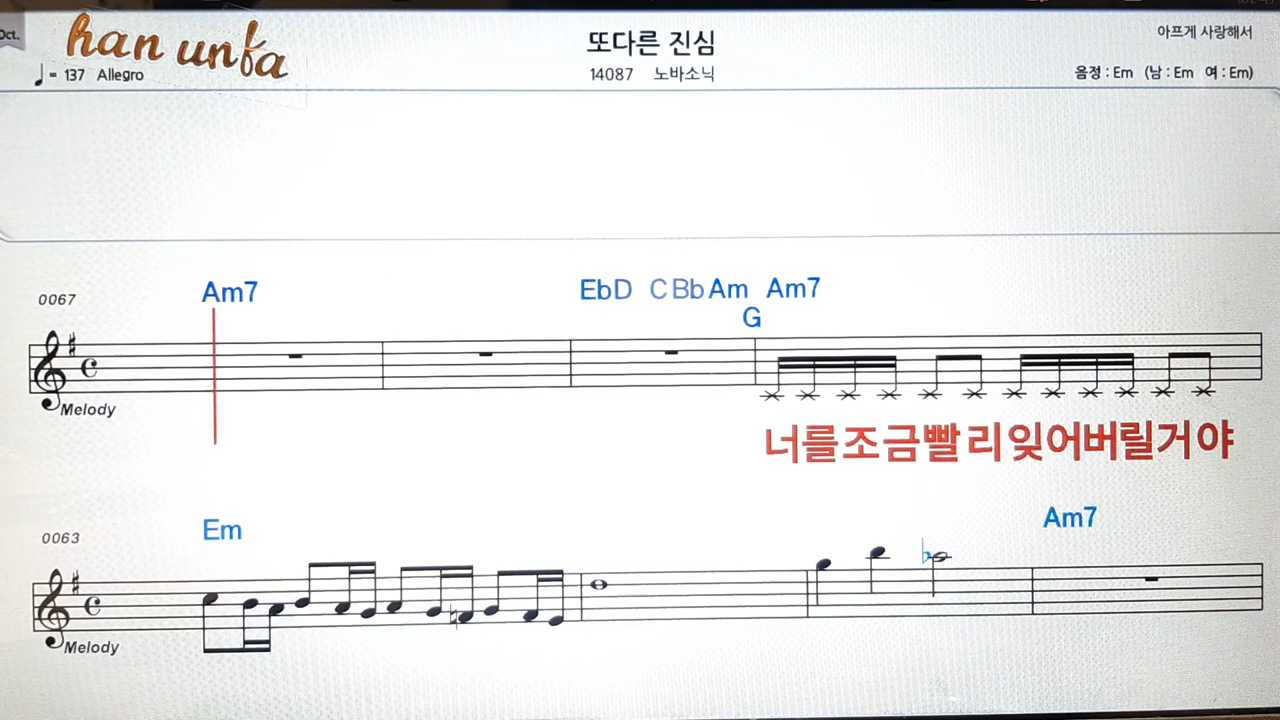 Oct.
han unfa
♩= 137 Allegro
또다른 진심
14087 노바소닉
아프게 사랑해서
음정 : Em (남 : Em 여 : Em)
0067
Am7
EbD C Bb Am Am7
G
Melody
너를조금빨리잊어버릴거야
0063
Em
Am7
Melody